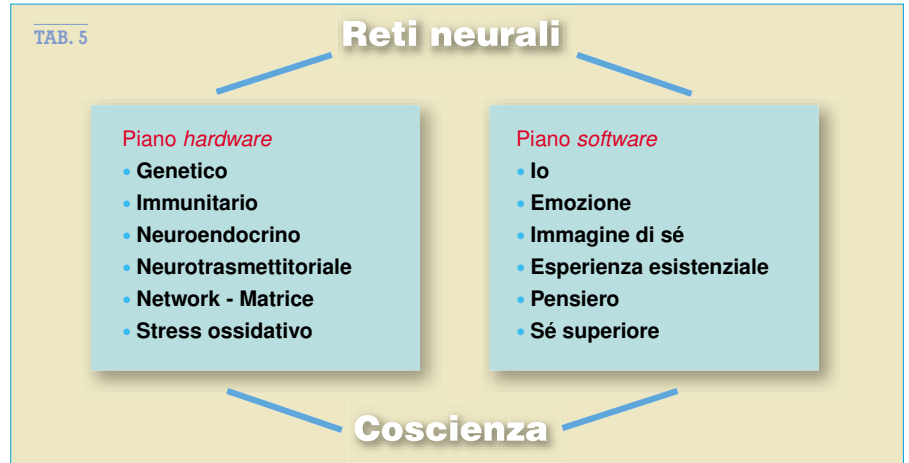 TAB. 5
Reti neurali
Piano hardware
• Genetico
• Immunitario
• Neuroendocrino
• Neurotrasmettitoriale
• Network - Matrice
• Stress ossidativo
Piano software
• Io
• Emozione
• Immagine di sé
• Esperienza esistenziale
• Pensiero
• Sé superiore
Coscienza